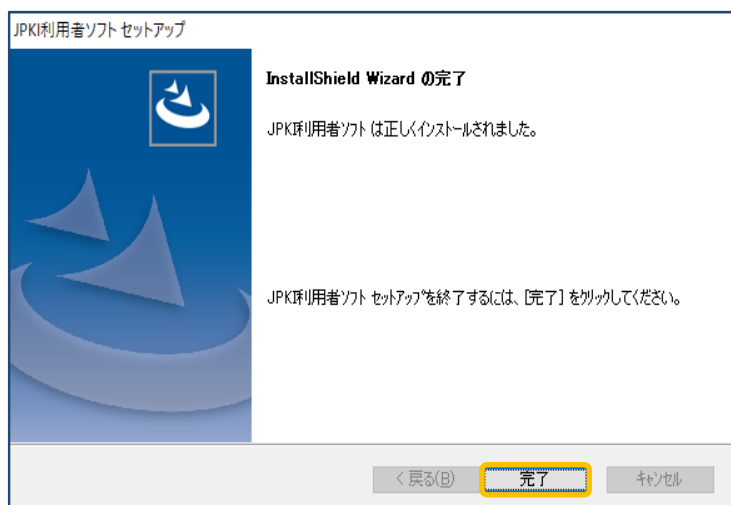 JPKI利用者ソフト セットアップ
InstallShield Wizard の完了
JPKI利用者ソフト は正しくインストールされました。
JPKI利用者ソフト セットアップを終了するには、[完了] をクリックしてください。
< 戻る(B)
完了
キャンセル